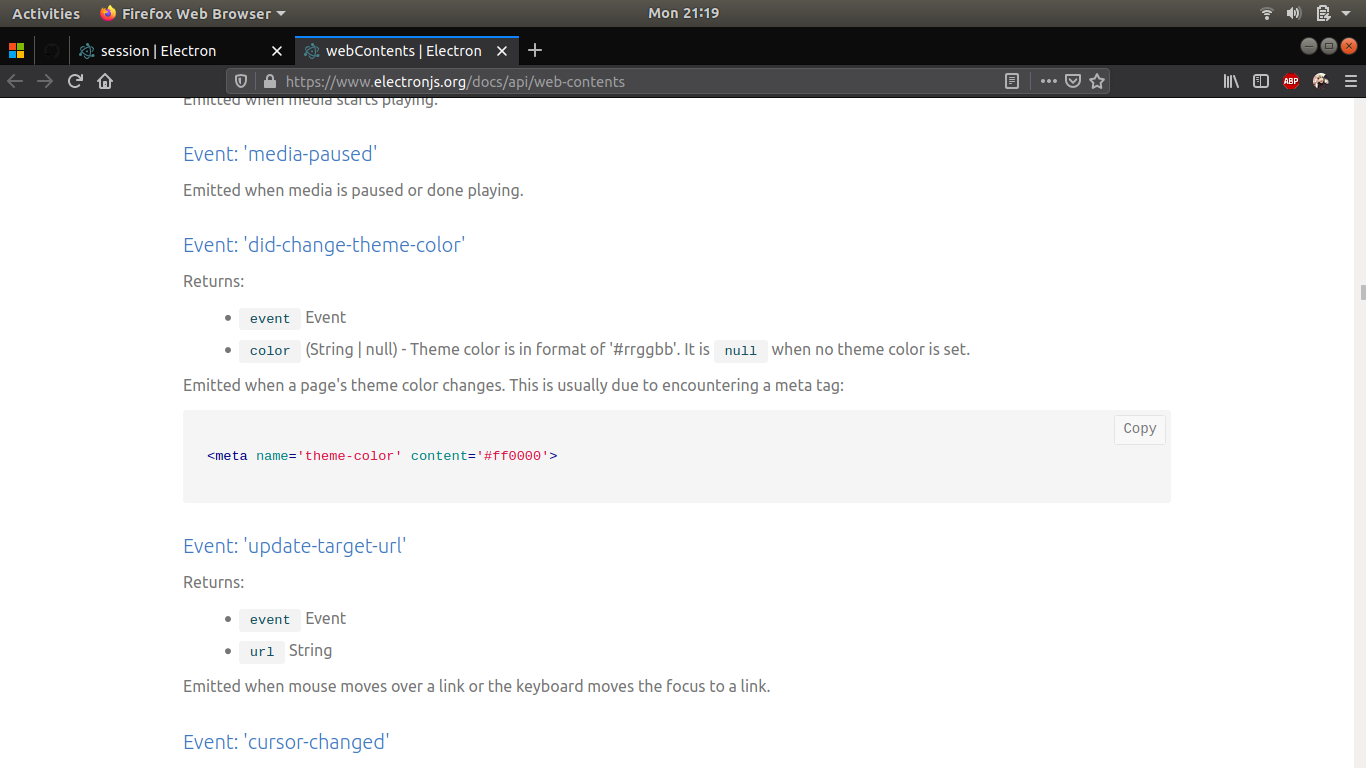 Activities Firefox Web Browser Mon 21:19
session | Electron webContents | Electron
https://www.electronjs.org/docs/api/web-contents ABP
Emitted when media starts playing.
Event: 'media-paused'
Emitted when media is paused or done playing.
Event: 'did-change-theme-color'
Returns:
event Event
color (String | null) - Theme color is in format of '#rrggbb'. It is null when no theme color is set.
Emitted when a page's theme color changes. This is usually due to encountering a meta tag:
Copy
<meta name='theme-color' content='#ff0000'>
Event: 'update-target-url'
Returns:
event Event
url String
Emitted when mouse moves over a link or the keyboard moves the focus to a link.
Event: 'cursor-changed'